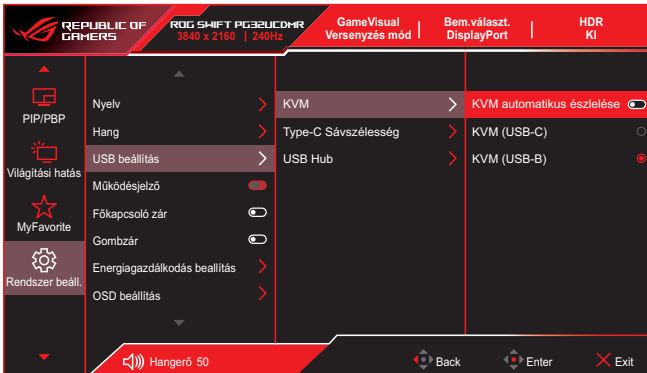 REPUBLIC OF
GAMERS
ROG SWIFT PG32UCDMR
3840 x 2160 | 240Hz
GameVisual
Versenyzés mód
Bem.választ.
DisplayPort
HDR
KI
PIP/PBP
Világítási hatás
MyFavorite
Rendszer beáll.
Nyelv
Hang
USB beállítás
Működésjelző
Főkapcsoló zár
Gombzár
Energiagazdálkodás beallítás
OSD beállítás
KVM
Type-C Sávszélesség
USB Hub
KVM automatikus észlelése
KVM (USB-C)
KVM (USB-B)
Hangerő 50
Back
Enter
Exit